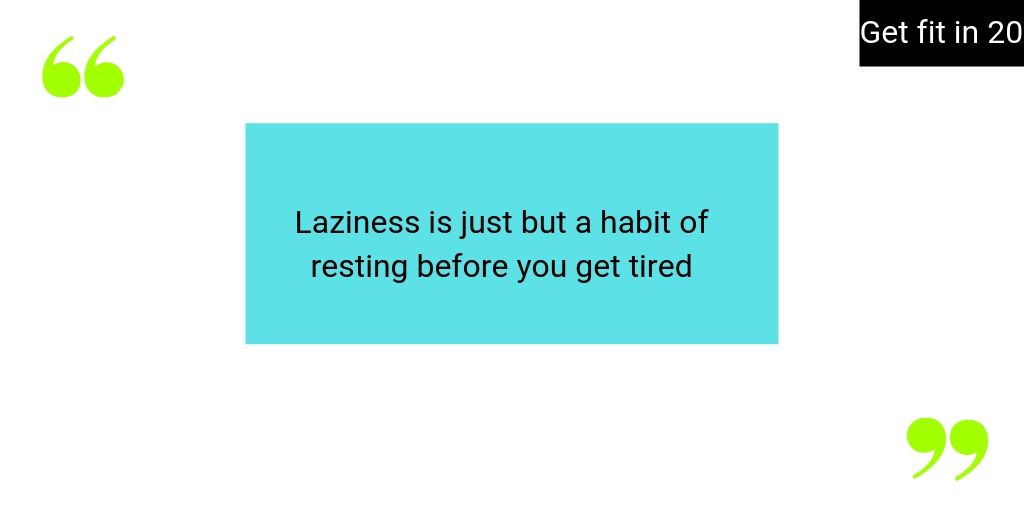 Get fit in 20
Laziness is just but a habit of
resting before you get tired